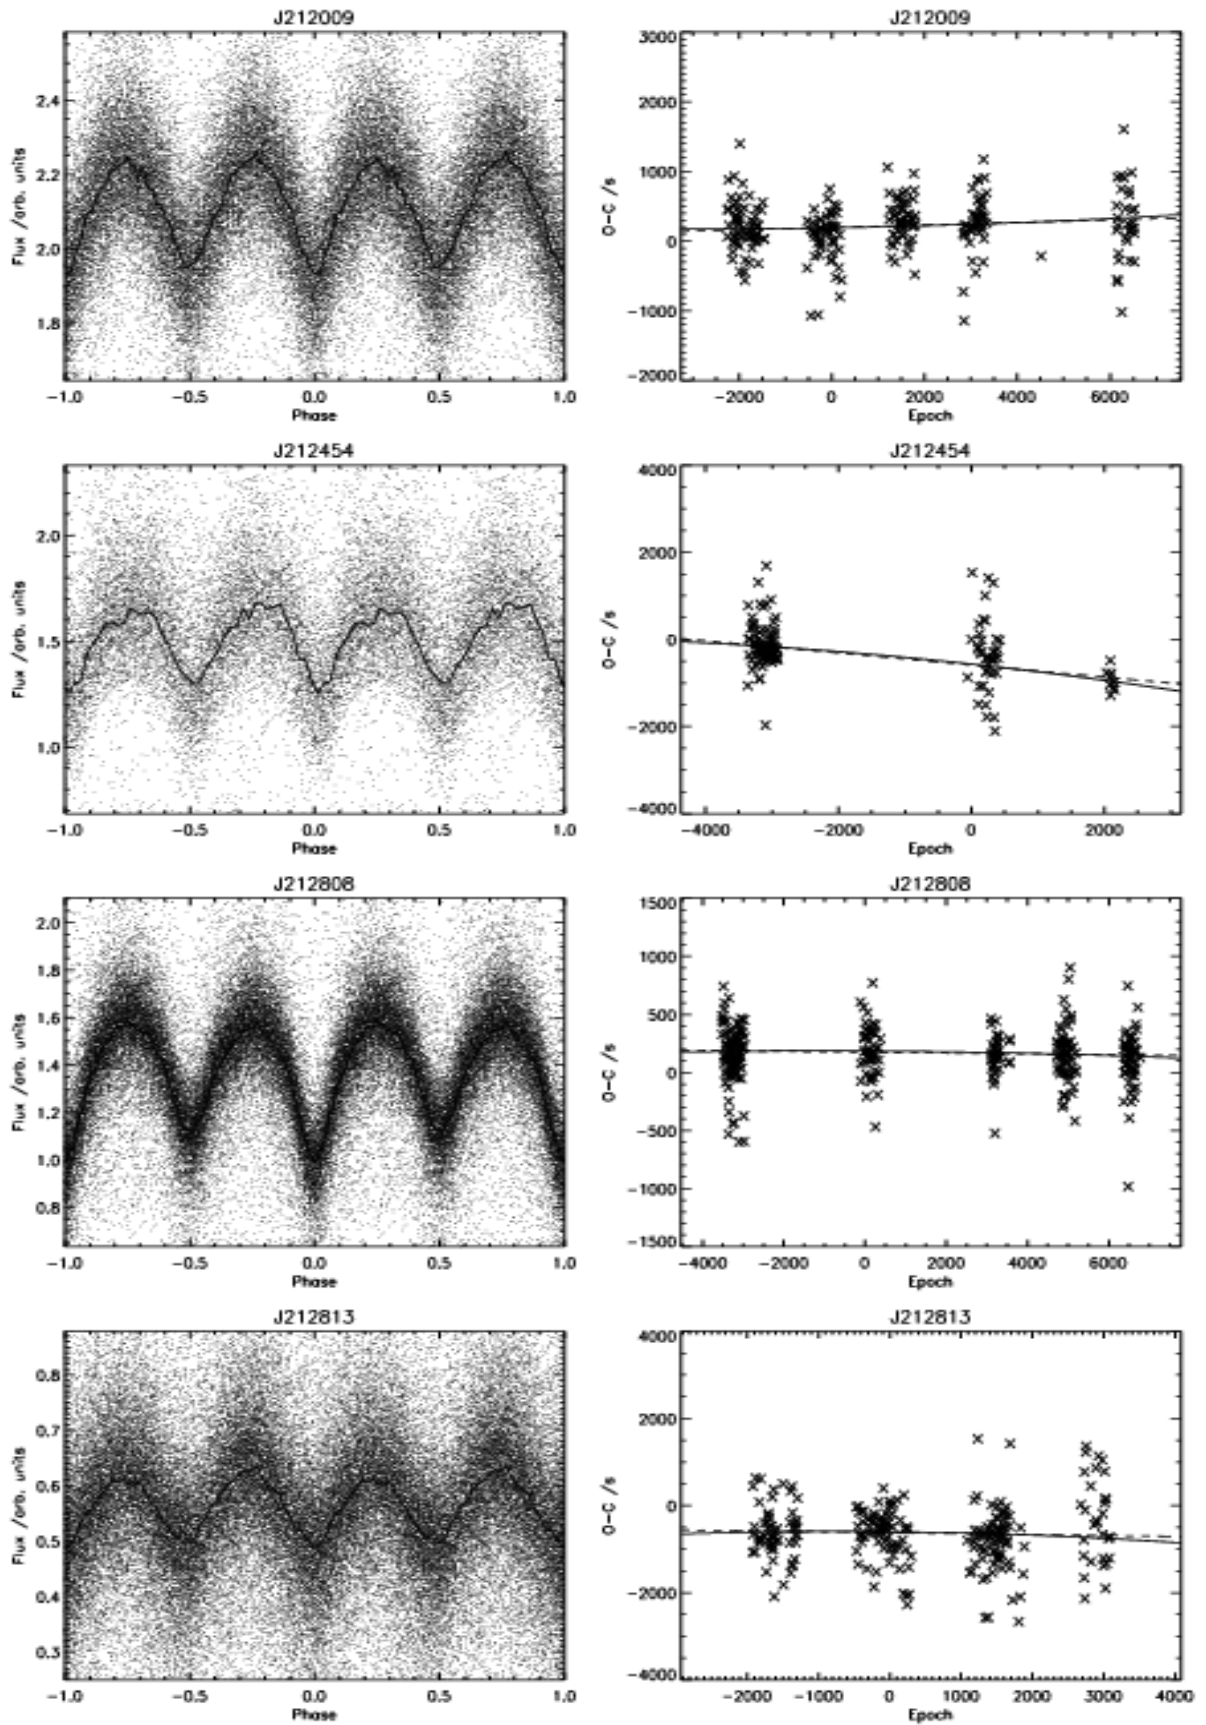 J212009
J212009
2.4
2.2
2.0
1.8
Flux /arb. units
-1.0 -0.5 0.0 0.5 1.0
Phase
3000
2000
1000
0
-1000
-2000
O-C /s
-2000 0 2000 4000 6000
Epoch
J212454
J212454
2.0
1.5
1.0
Flux /arb. units
-1.0 -0.5 0.0 0.5 1.0
Phase
4000
2000
0
-2000
-4000
O-C /s
-4000 -2000 0 2000
Epoch
J212808
J212808
2.0
1.8
1.6
1.4
1.2
1.0
0.8
Flux /arb. units
-1.0 -0.5 0.0 0.5 1.0
Phase
1500
1000
500
0
-500
-1000
-1500
O-C /s
-4000 -2000 0 2000 4000 6000
Epoch
J212813
J212813
0.8
0.7
0.6
0.5
0.4
0.3
Flux /arb. units
-1.0 -0.5 0.0 0.5 1.0
Phase
4000
2000
0
-2000
-4000
O-C /s
-2000 -1000 0 1000 2000 3000 4000
Epoch